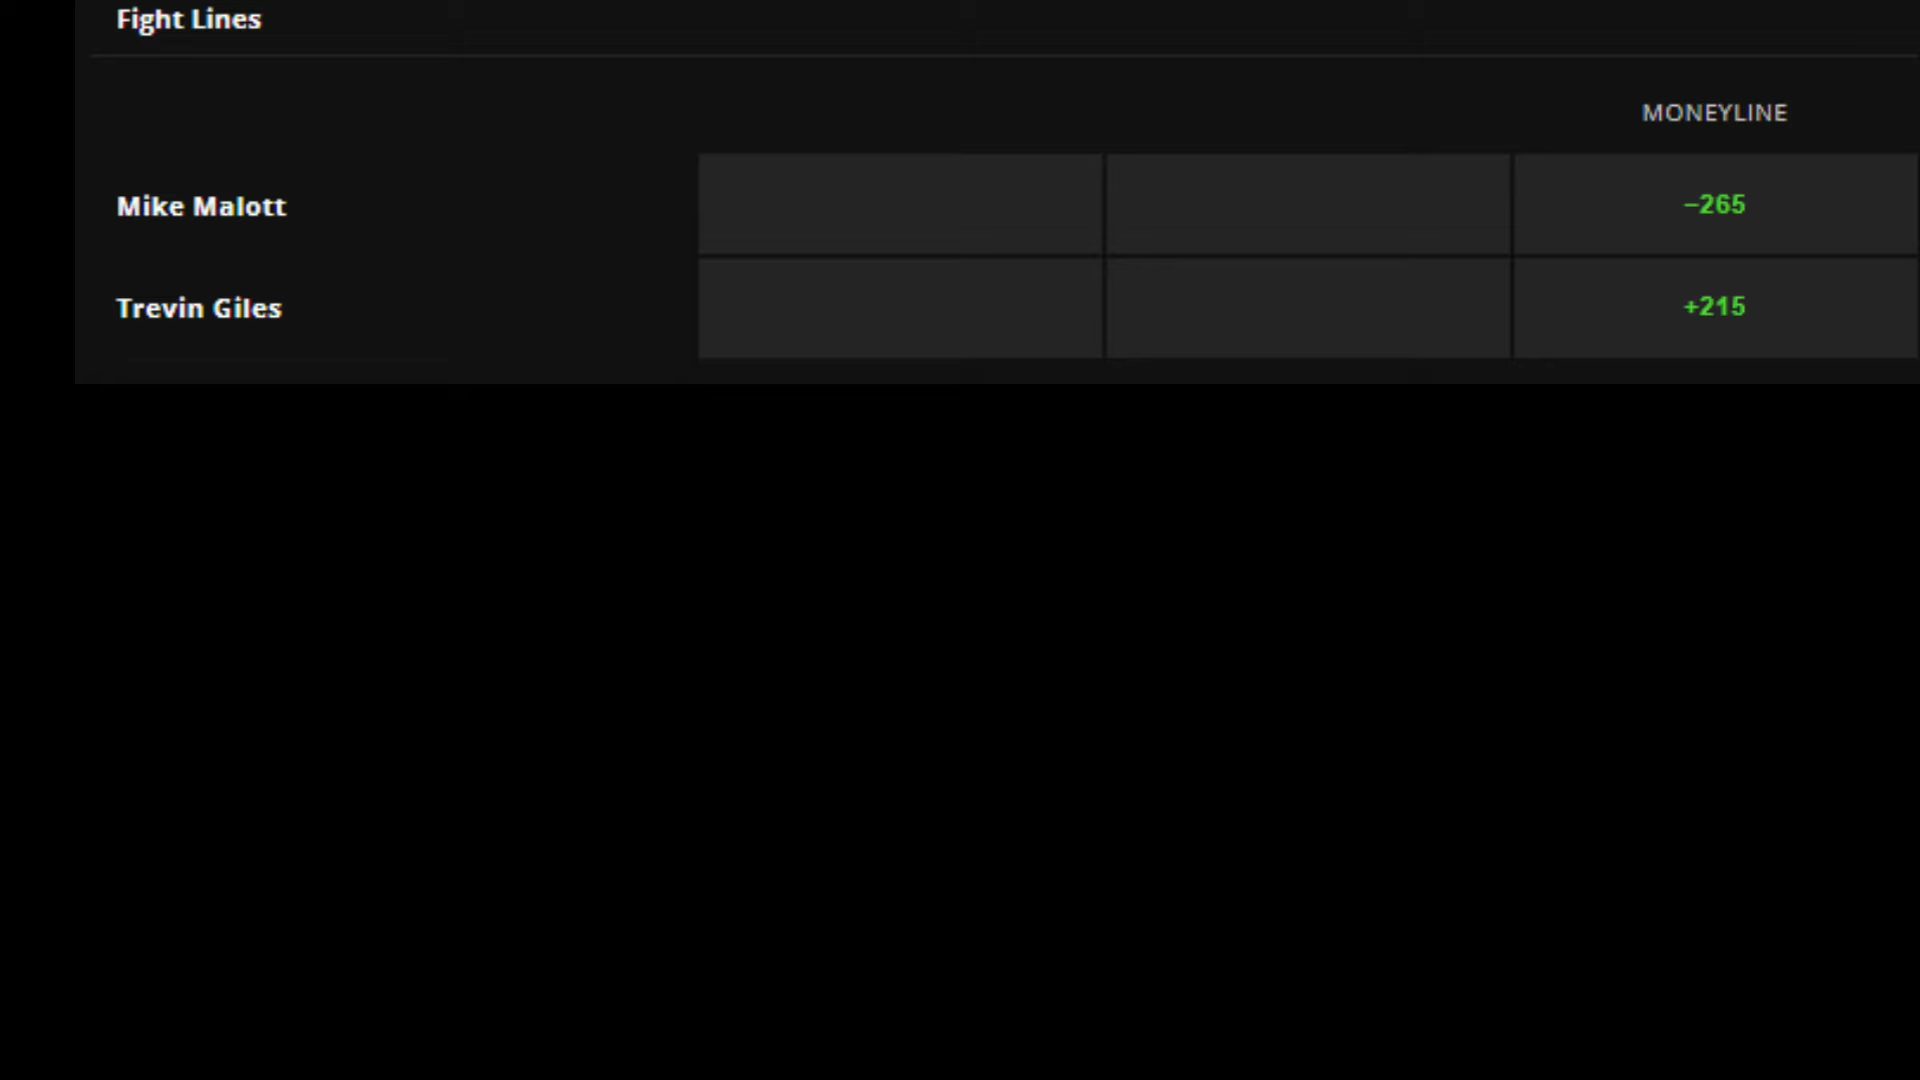 Fight Lines
MONEYLINE
Mike Malott
−265
Trevin Giles
+215